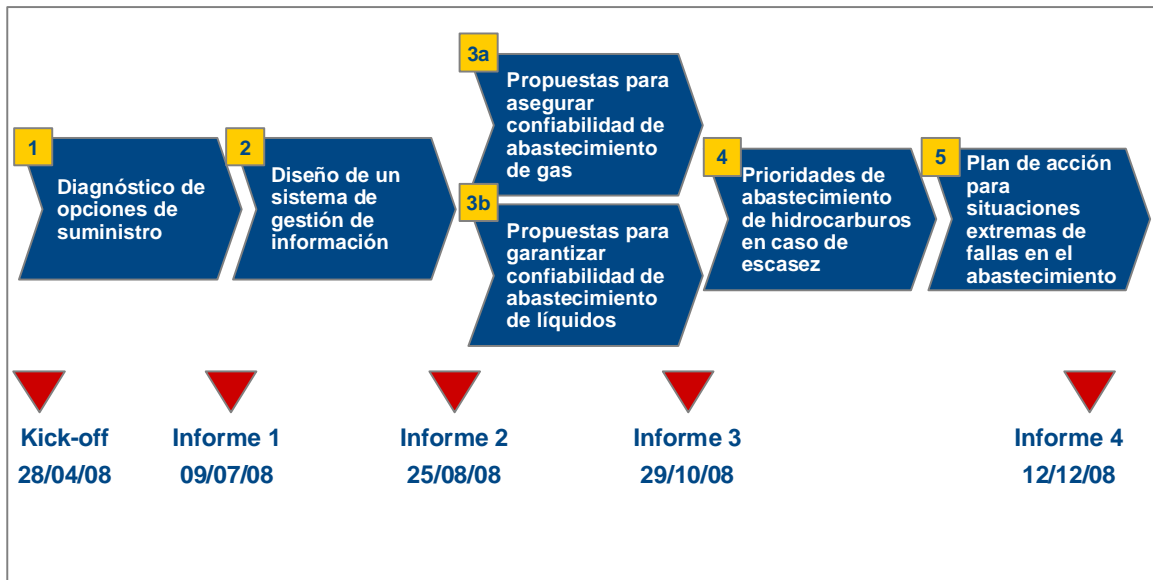 1
Diagnóstico de
opciones de
suministro
2
Diseño de un
sistema de
gestión de
información
3a
Propuestas para
asegurar
confiabilidad de
abastecimiento
de gas
3b
Propuestas para
garantizar
confiabilidad de
abastecimiento
de líquidos
4
Prioridades de
abastecimiento
de hidrocarburos
en caso de
escasez
5
Plan de acción
para
situaciones
extremas de
fallas en el
abastecimiento
Kick-off
28/04/08
Informe 1
09/07/08
Informe 2
25/08/08
Informe 3
29/10/08
Informe 4
12/12/08